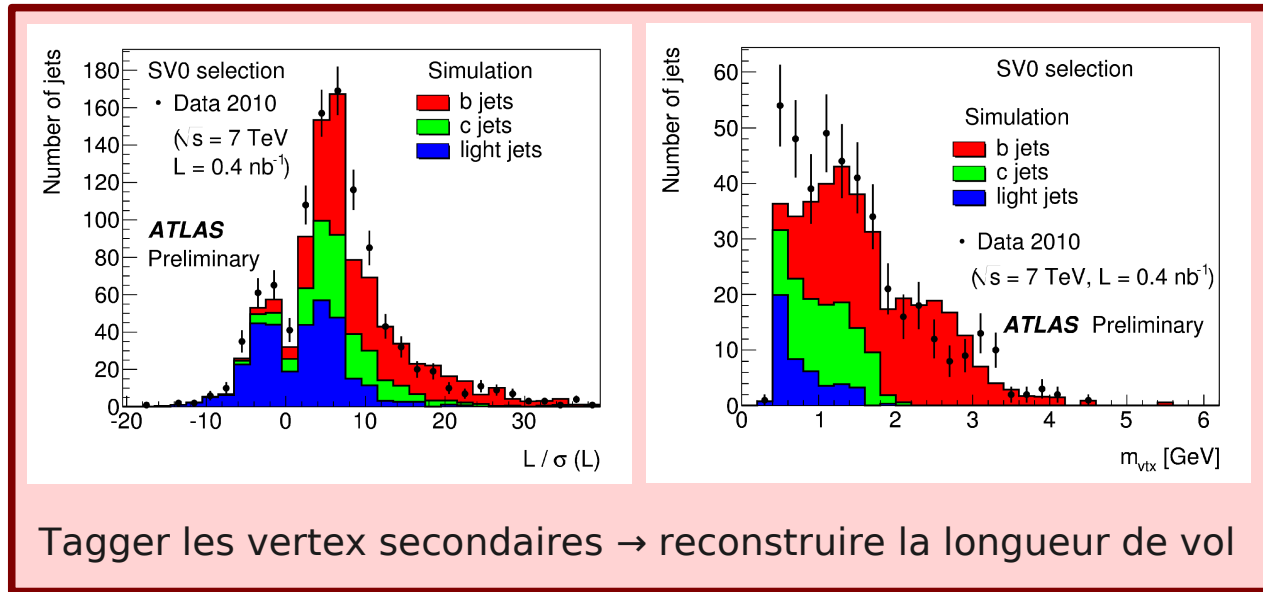 Number of jets
180
160
140
120
100
80
60
40
20
0
SV0 selection
• Data 2010
(√s = 7 TeV
L = 0.4 nb⁻¹)
ATLAS
Preliminary
Simulation
b jets
c jets
light jets
-20 -10 0 10 20 30
L / σ (L)
Number of jets
60
50
40
30
20
10
0
SV0 selection
Simulation
b jets
c jets
light jets
• Data 2010
(√s = 7 TeV, L = 0.4 nb⁻¹)
ATLAS Preliminary
0 1 2 3 4 5 6
m_vtx [GeV]
Tagger les vertex secondaires → reconstruire la longueur de vol